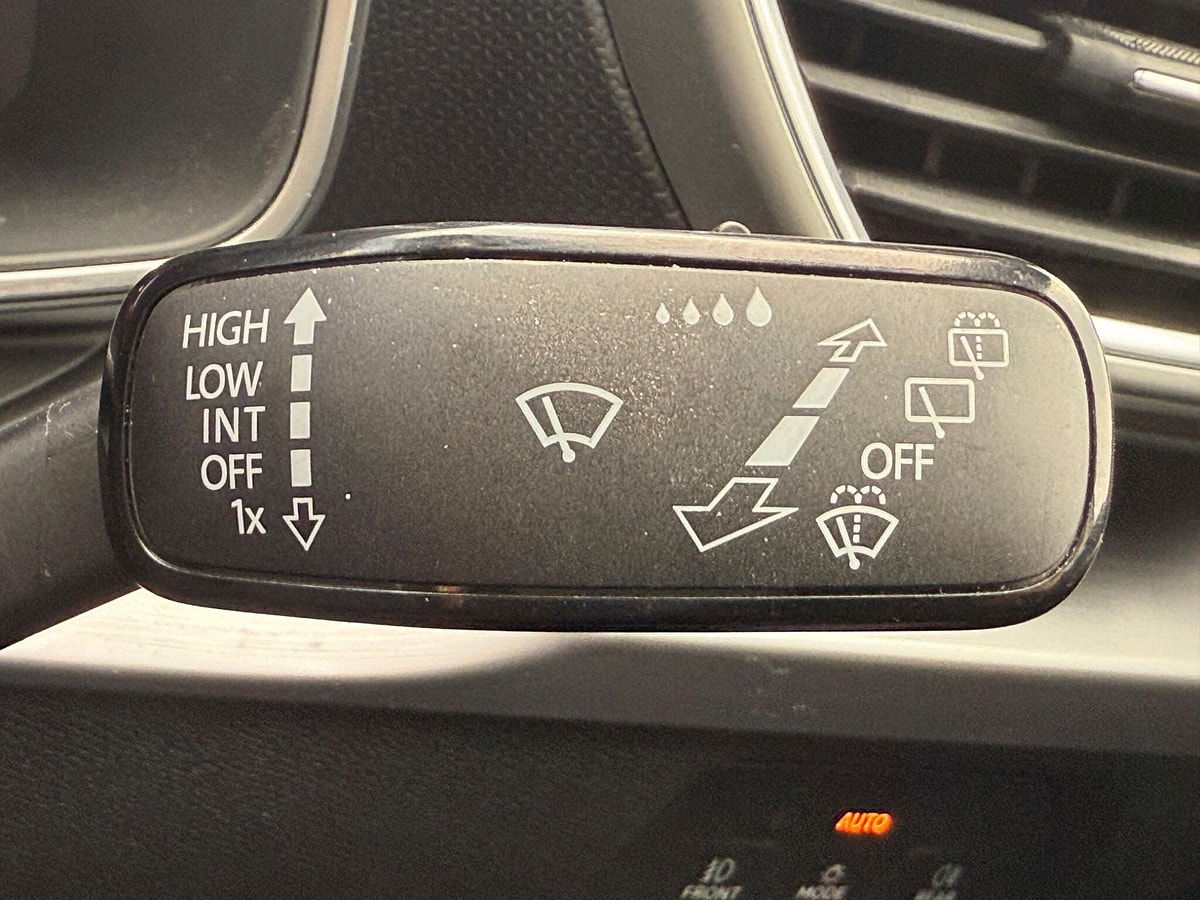 HIGH
LOW
INT
OFF
1x
OFF
AUTO
FRONT
MODE